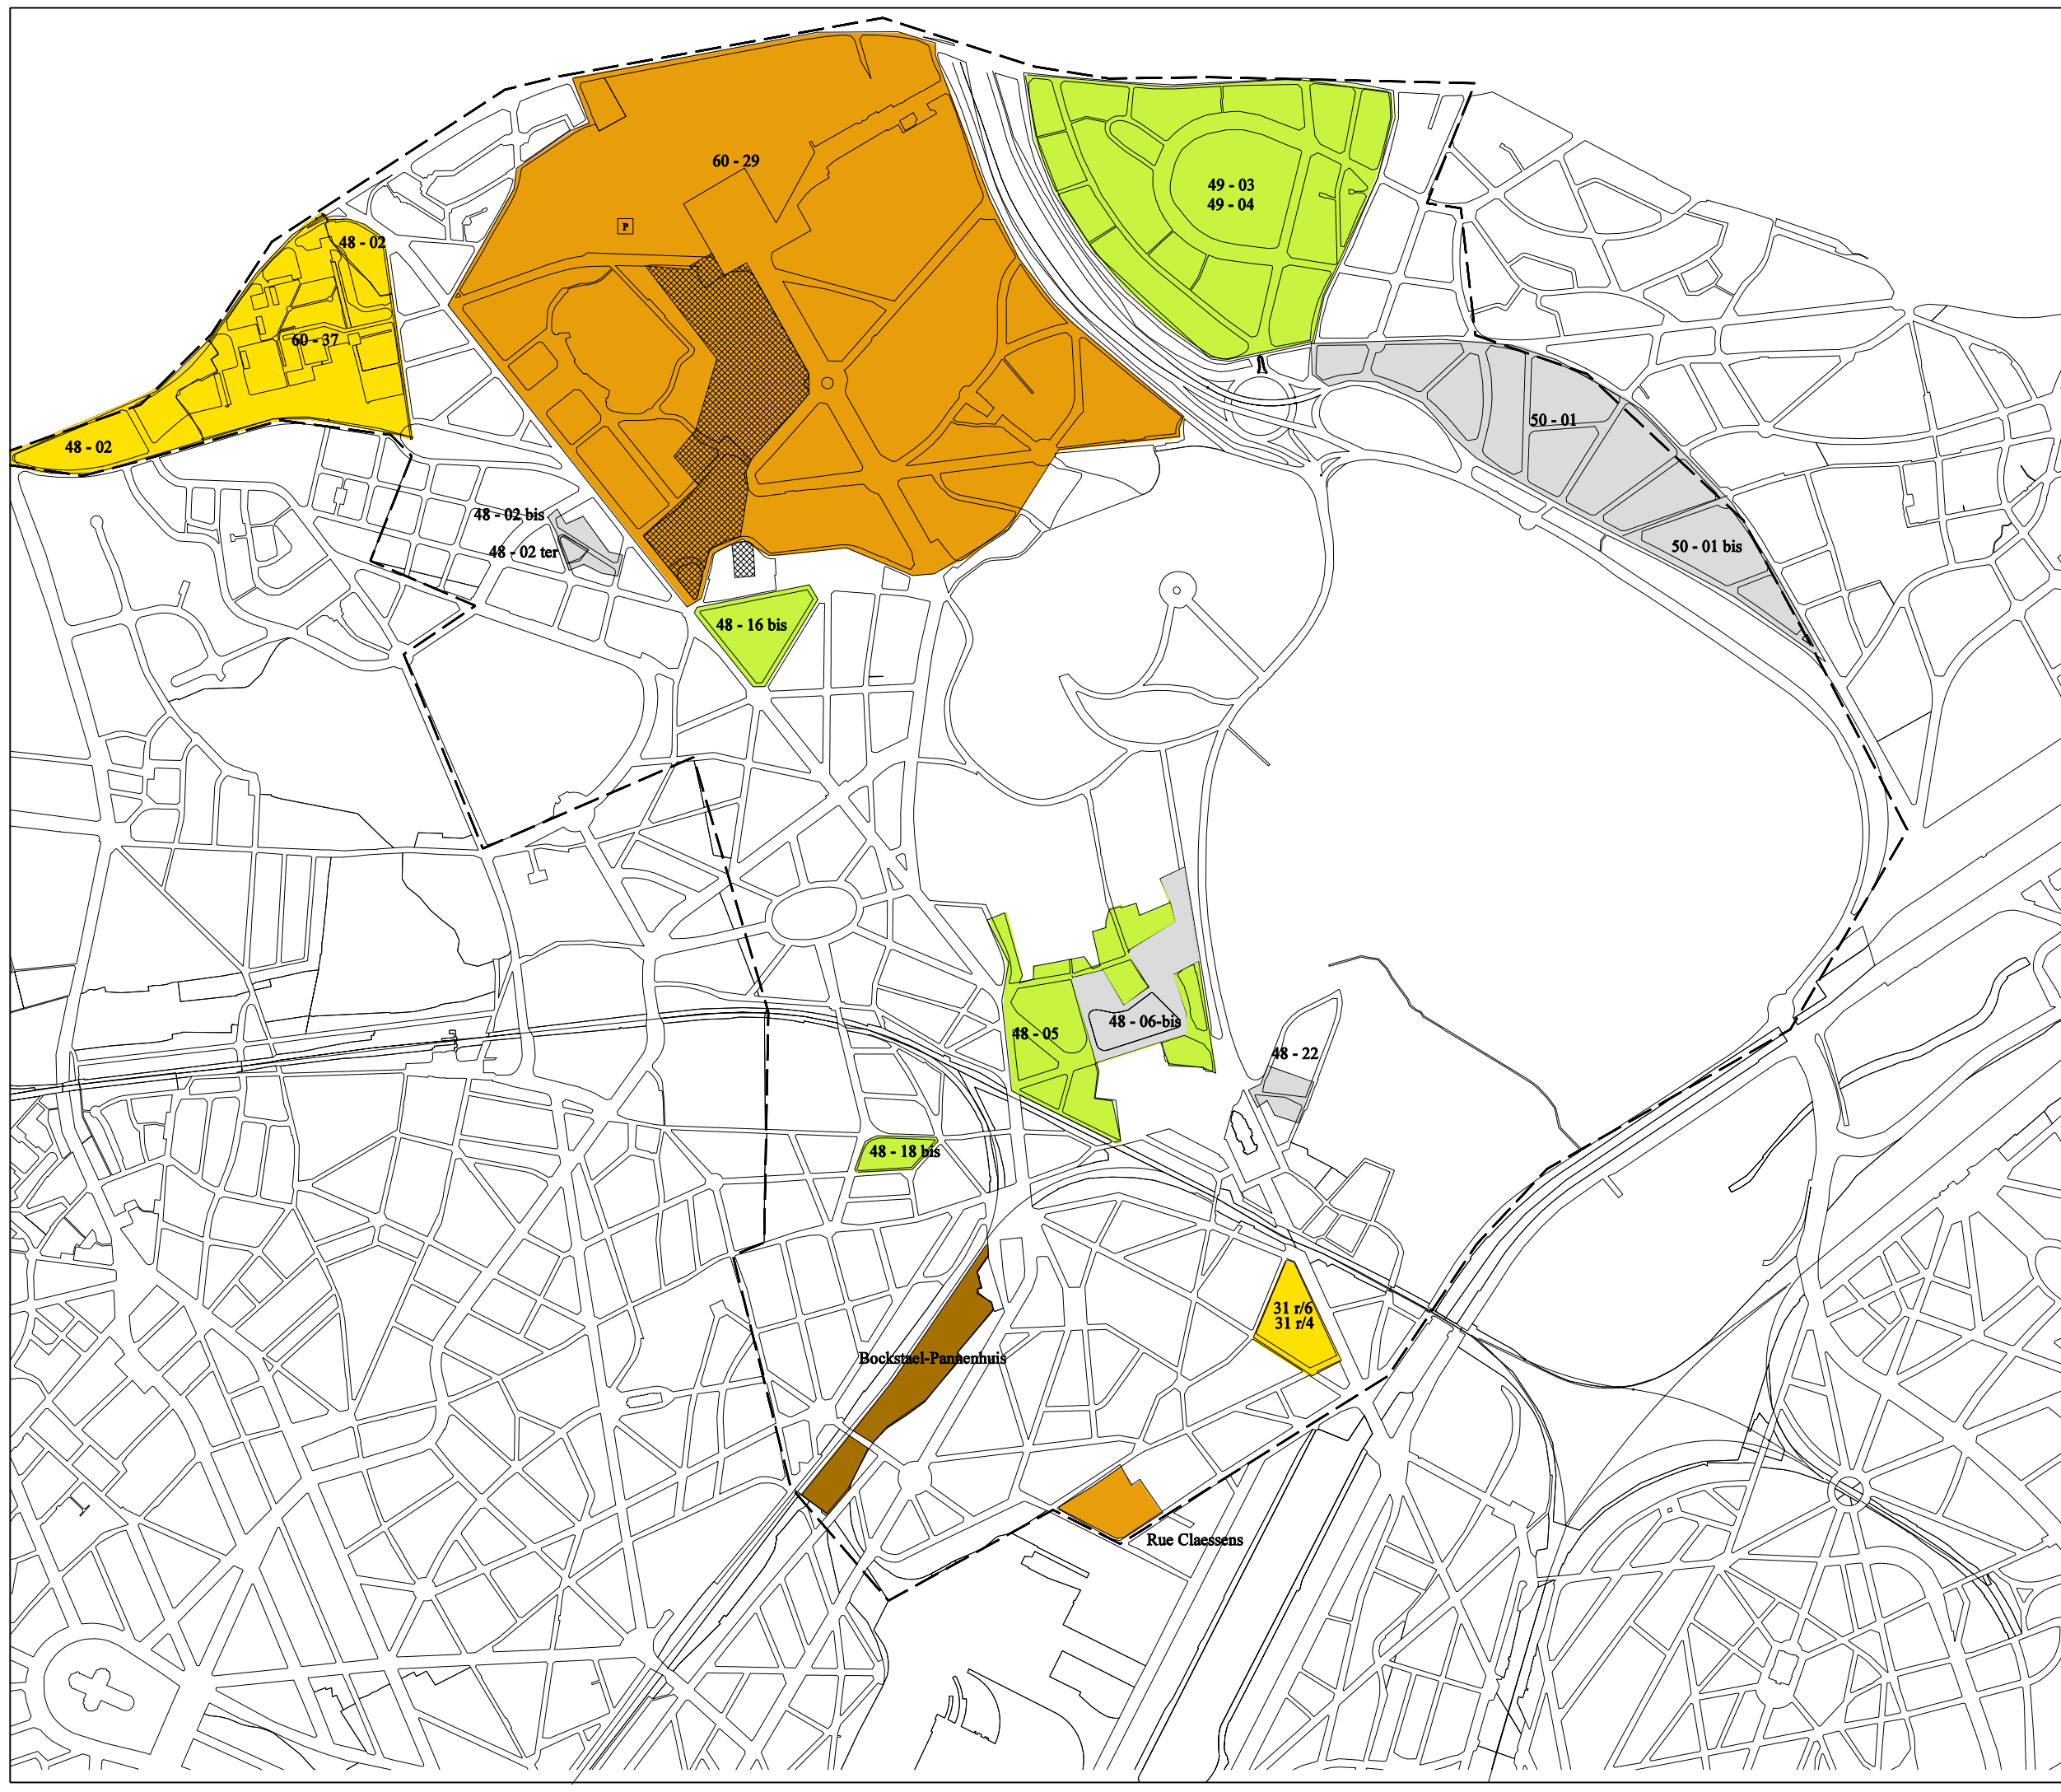 60 - 29
49 - 03
49 - 04
P
48 - 02
60 - 37
48 - 02
50 - 01
48 - 02 bis
48 - 02 ter
50 - 01 bis
48 - 16 bis
48 - 05
48 - 06-bis
48 - 22
48 - 18 bis
31 r/6
31 r/4
Bockstael-Pannenhuis
Rue Claessens